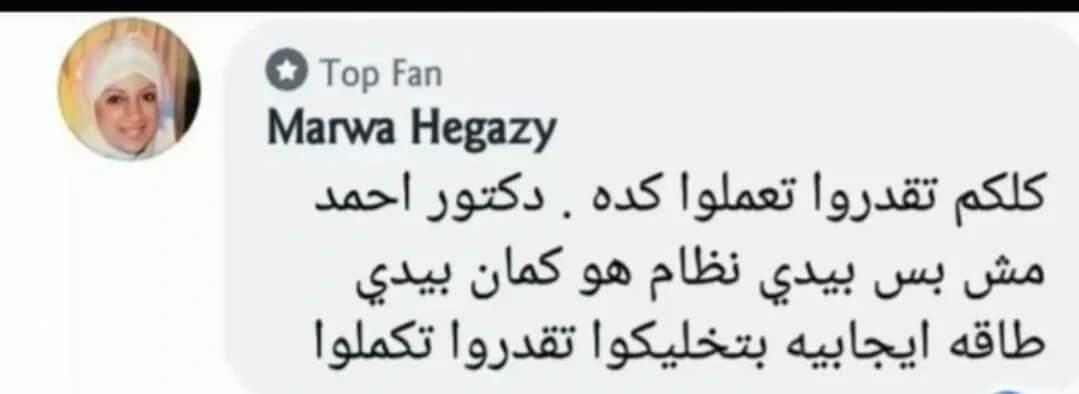 Top Fan
Marwa Hegazy
كلكم تقدروا تعملوا كده . دكتور احمد
مش بس بيدي نظام هو كمان بيدي
طاقه ايجابيه بتخليكوا تقدروا تكملوا